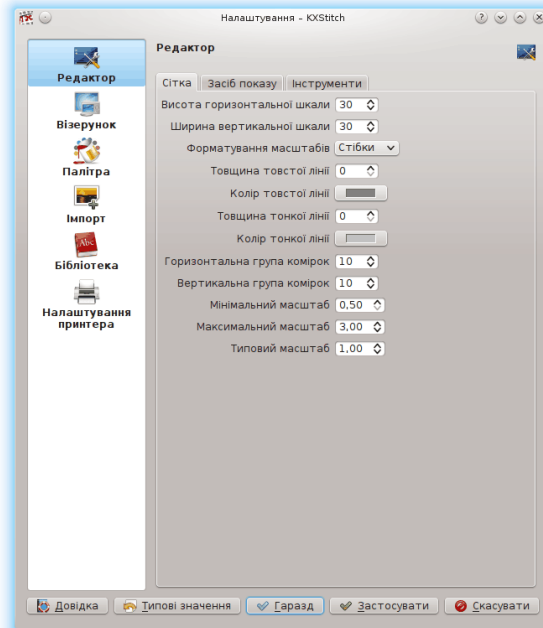 Налаштування – KXStitch
Редактор
Візерунок
Палітра
Імпорт
Бібліотека
Налаштування
принтера
Редактор
Сітка Засіб показу Інструменти
Висота горизонтальної шкали 30
Ширина вертикальної шкали 30
Форматування масштабів Стібки
Товщина товстої лінії 0
Колір товстої лінії
Товщина тонкої лінії 0
Колір тонкої лінії
Горизонтальна група комірок 10
Вертикальна група комірок 10
Мінімальний масштаб 0,50
Максимальний масштаб 3,00
Типовий масштаб 1,00
Довідка Типові значення Гаразд Застосувати Скасувати